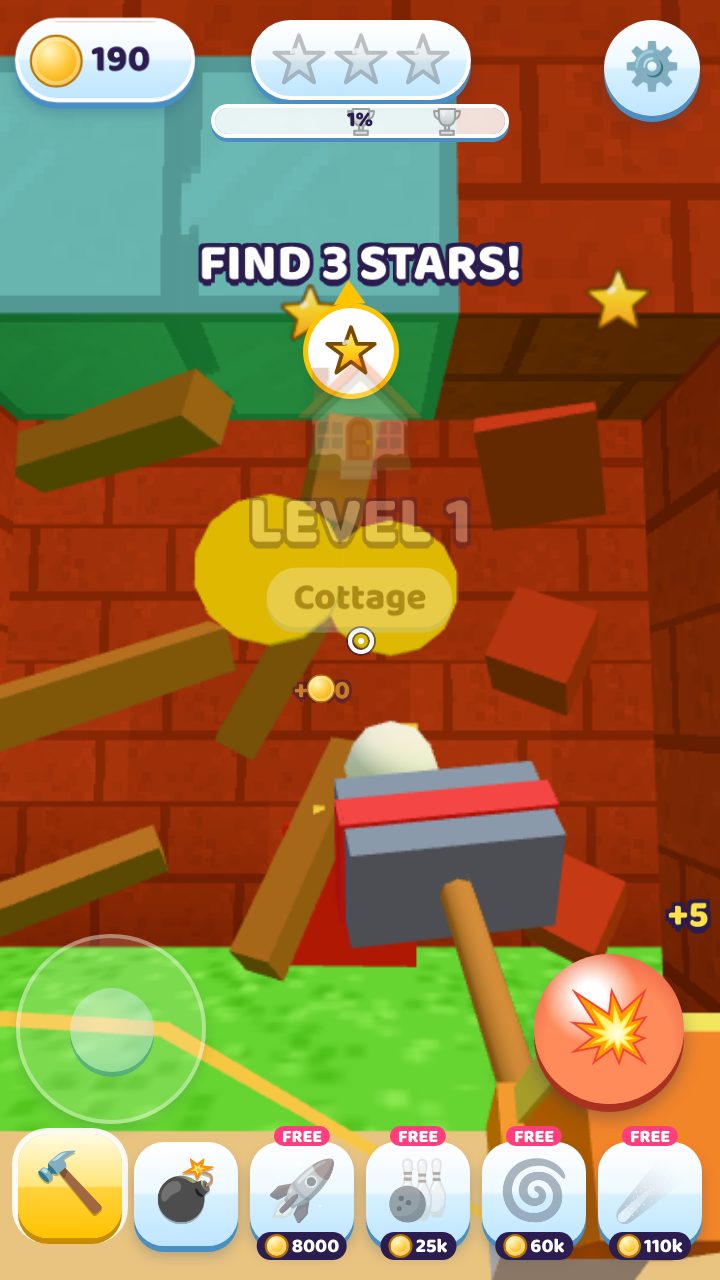 190
1%
FIND 3 STARS!
LEVEL 1
Cottage
+5
FREE
FREE
FREE
FREE
8000
25k
60k
110k